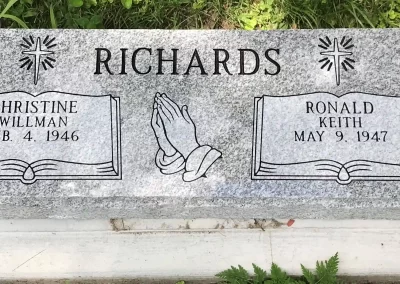 RICHARDS
HRISTINE
WILLMAN
B. 4. 1946
RONALD
KEITH
MAY 9. 1947